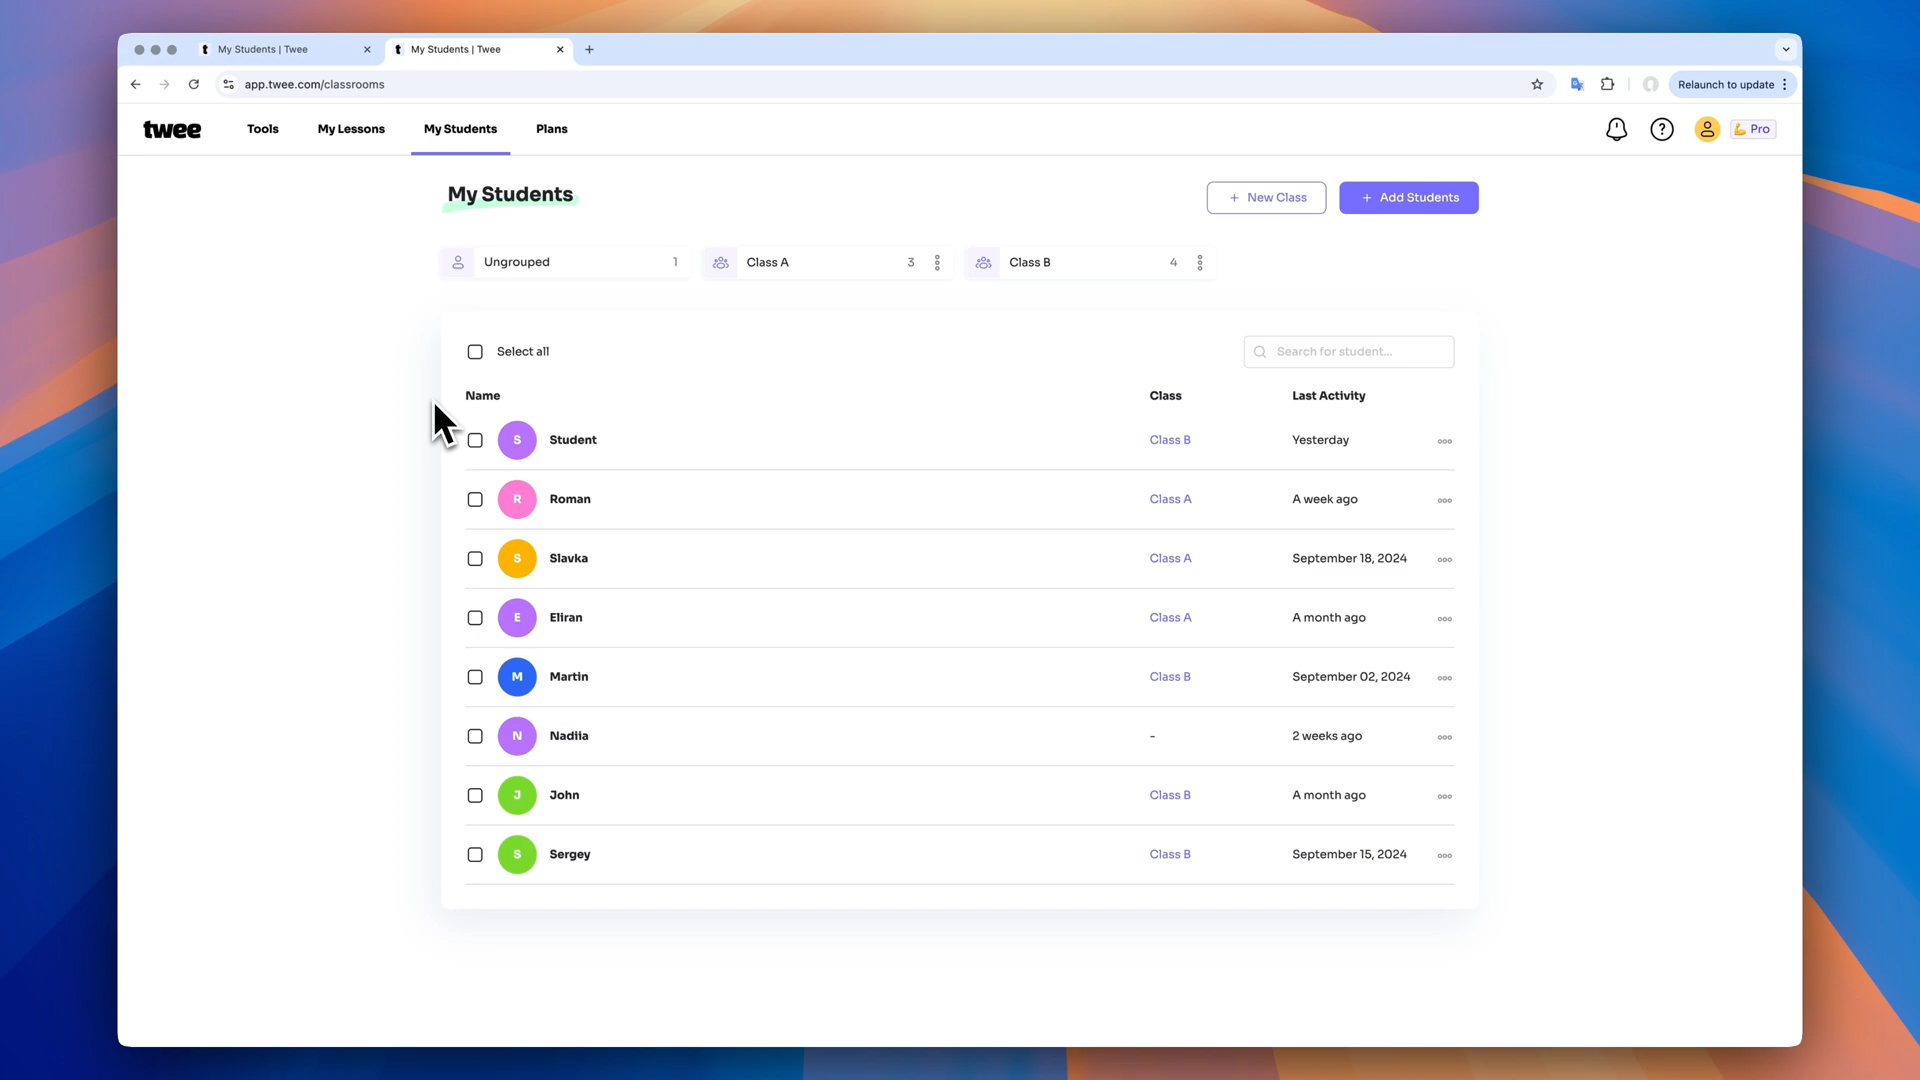 My Students | Twee
My Students | Twee
app.twee.com/classrooms
Relaunch to update
twee
Tools
My Lessons
My Students
Plans
Pro
My Students
+ New Class
+ Add Students
Ungrouped 1
Class A 3
Class B 4
Select all
Search for student...
Name Class Last Activity
S Student Class B Yesterday
R Roman Class A A week ago
S Slavka Class A September 18, 2024
E Eliran Class A A month ago
M Martin Class B September 02, 2024
N Nadiia - 2 weeks ago
J John Class B A month ago
S Sergey Class B September 15, 2024